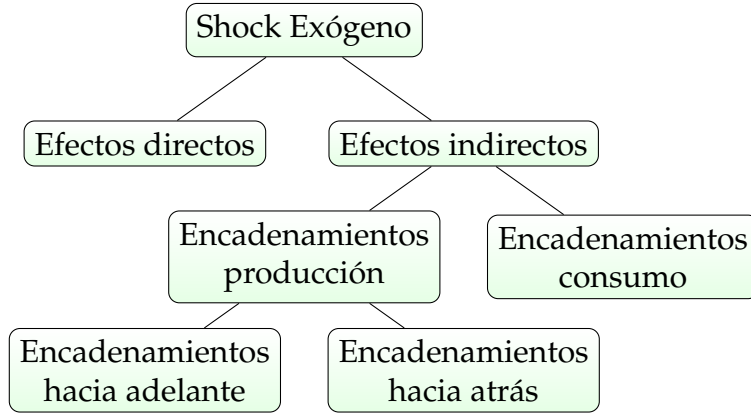 Shock Exógeno
Efectos directos
Efectos indirectos
Encadenamientos
producción
Encadenamientos
consumo
Encadenamientos
hacia adelante
Encadenamientos
hacia atrás